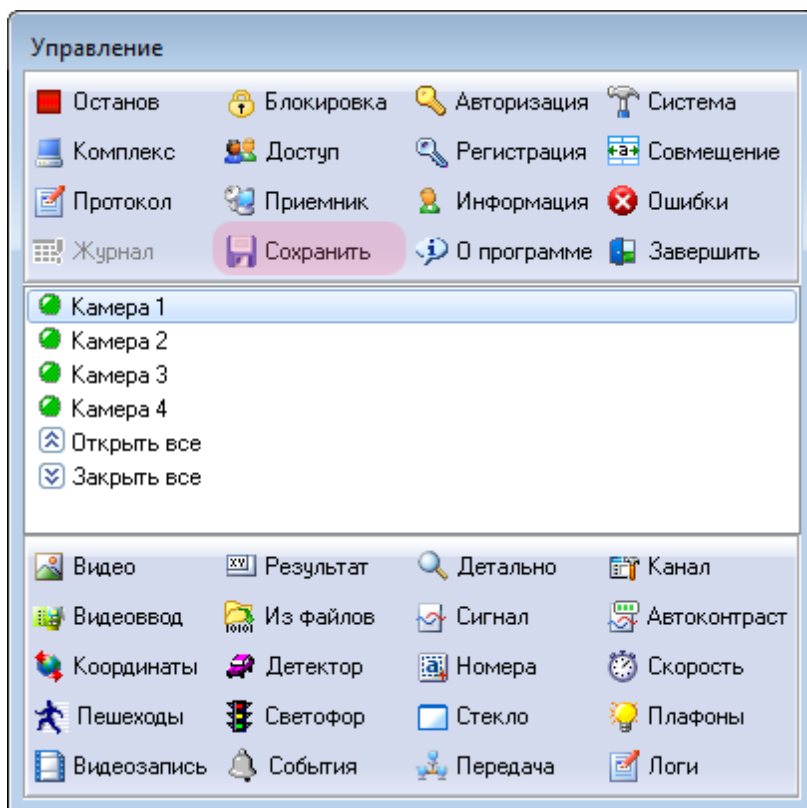 Управление
Останов Блокировка Авторизация Система
Комплекс Доступ Регистрация Совмещение
Протокол Приемник Информация Ошибки
Журнал Сохранить О программе Завершить
Камера 1
Камера 2
Камера 3
Камера 4
Открыть все
Закрыть все
Видео Результат Детально Канал
Видеоввод Из файлов Сигнал Автоконтраст
Координаты Детектор Номера Скорость
Пешеходы Светофор Стекло Плафоны
Видеозапись События Передача Логи